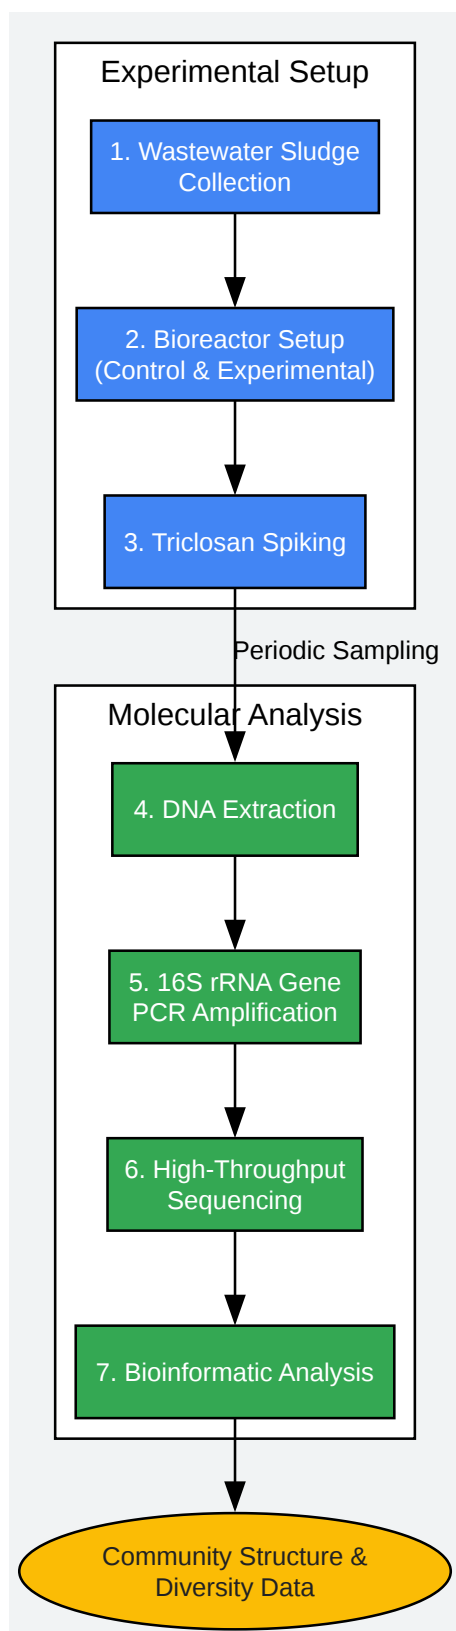 Experimental Setup
1. Wastewater Sludge
Collection
2. Bioreactor Setup
(Control & Experimental)
3. Triclosan Spiking
Periodic Sampling
Molecular Analysis
4. DNA Extraction
5. 16S rRNA Gene
PCR Amplification
6. High-Throughput
Sequencing
7. Bioinformatic Analysis
Community Structure &
Diversity Data